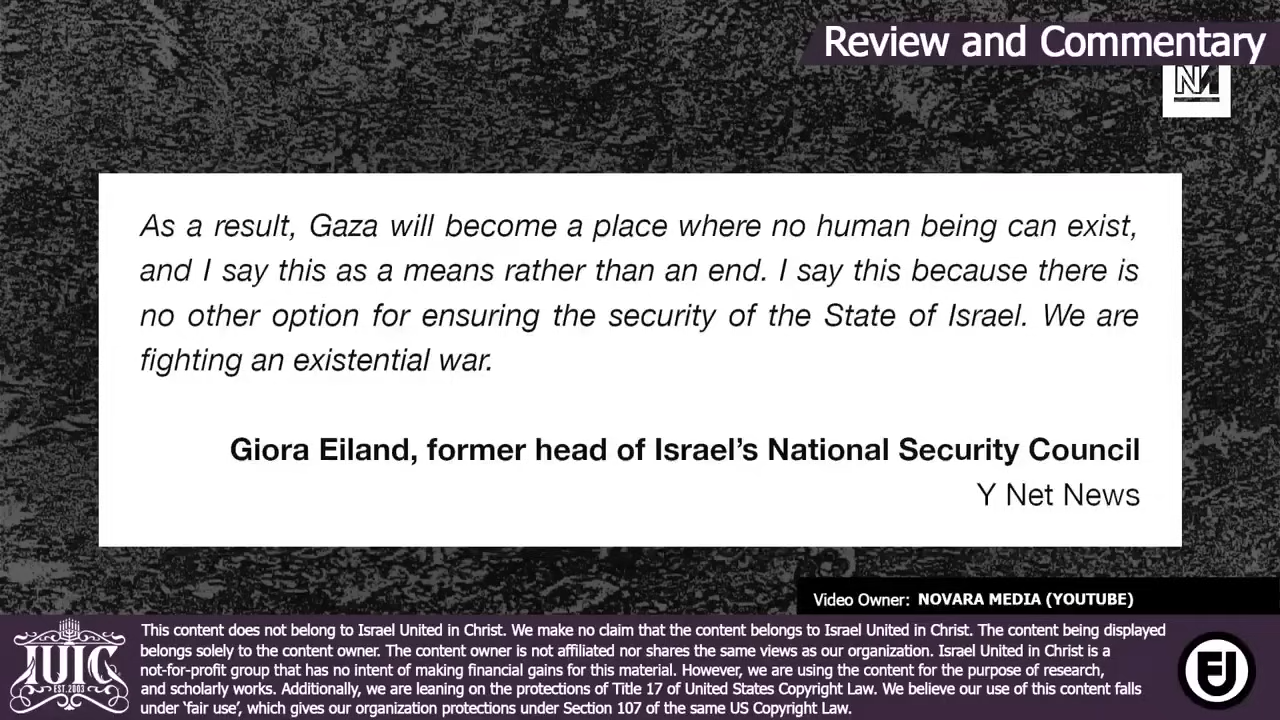 Review and Commentary
As a result, Gaza will become a place where no human being can exist,
and I say this as a means rather than an end. I say this because there is
no other option for ensuring the security of the State of Israel. We are
fighting an existential war.
Giora Eiland, former head of Israel's National Security Council
Y Net News
Video Owner: NOVARA MEDIA (YOUTUBE)
This content does not belong to Israel United in Christ. We make no claim that the content belongs to Israel United in Christ. The content being displayed
belongs solely to the content owner. The content owner is not affiliated nor shares the same views as our organization. Israel United in Christ is a
not-for-profit group that has no intent of making financial gains for this material. However, we are using the content for the purpose of research,
and scholarly works. Additionally, we are leaning on the protections of Title 17 of United States Copyright Law. We believe our use of this content falls
under 'fair use', which gives our organization protections under Section 107 of the same US Copyright Law.
IUIC
EST. 2003